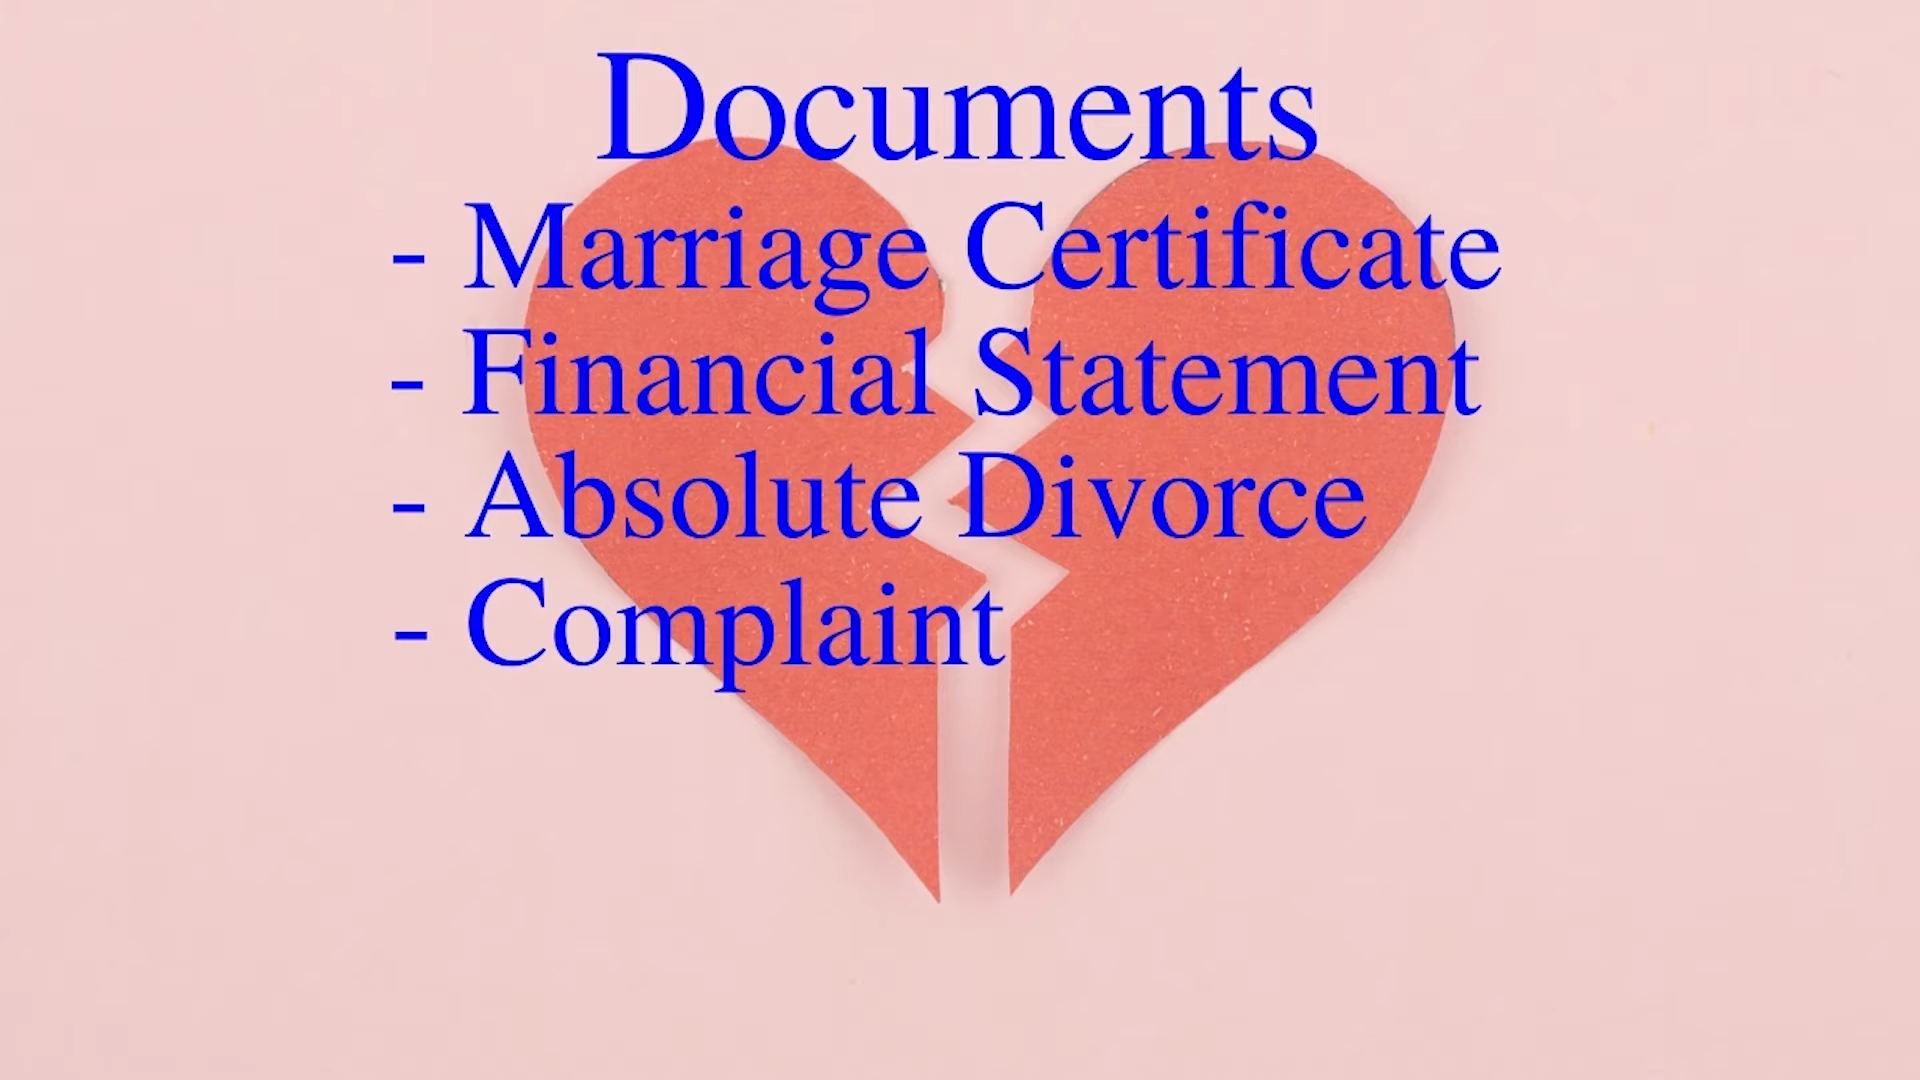 Documents
- Marriage Certificate
- Financial Statement
- Absolute Divorce
- Complaint